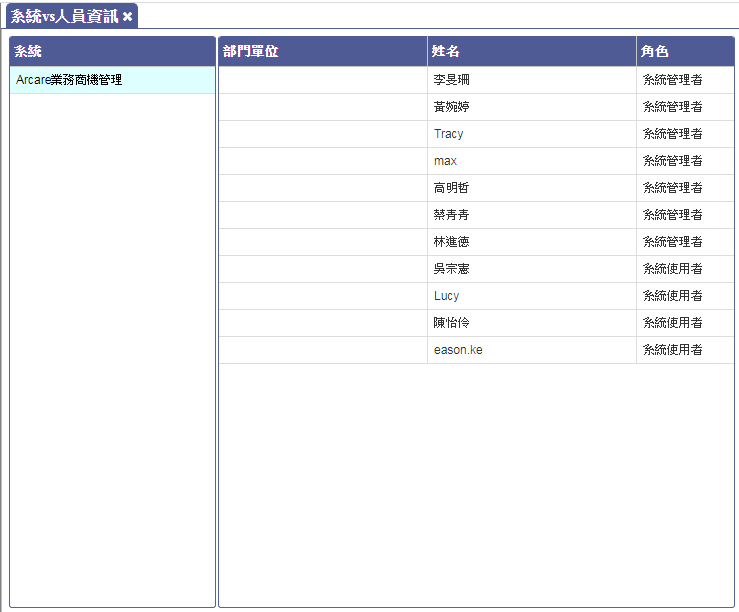 系統vs人員資訊 ✖
系統 部門單位 姓名 角色
Arcare業務商機管理 李旻珊 系統管理者
黃婉婷 系統管理者
Tracy 系統管理者
max 系統管理者
高明哲 系統管理者
蔡青青 系統管理者
林進德 系統管理者
吳宗憲 系統使用者
Lucy 系統使用者
陳怡伶 系統使用者
eason.ke 系統使用者